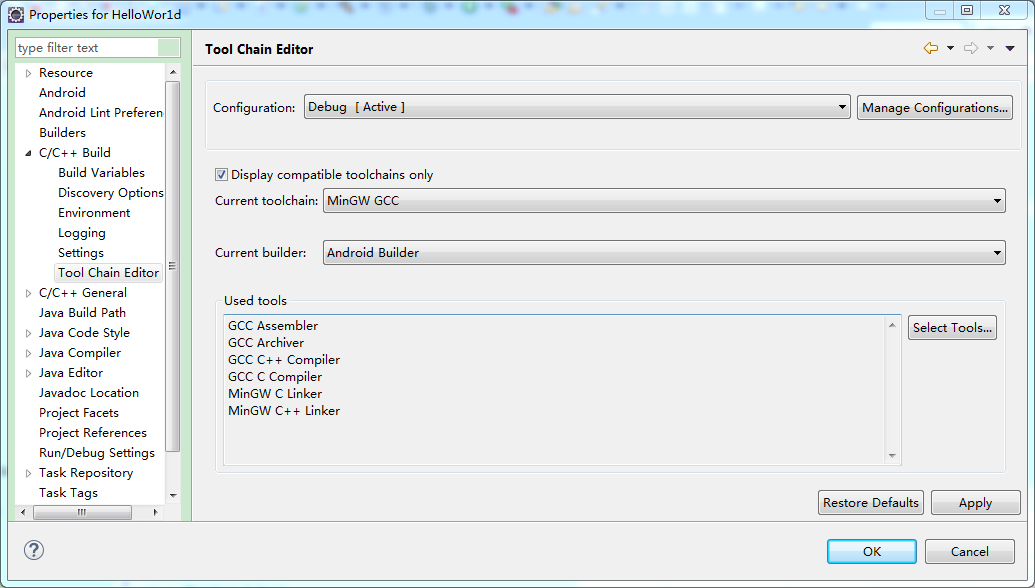 Properties for HelloWor1d
type filter text
Resource
Android
Android Lint Preferen
Builders
C/C++ Build
Build Variables
Discovery Options
Environment
Logging
Settings
Tool Chain Editor
C/C++ General
Java Build Path
Java Code Style
Java Compiler
Java Editor
Javadoc Location
Project Facets
Project References
Run/Debug Settings
Task Repository
Task Tags
Tool Chain Editor
Configuration: Debug [ Active ] Manage Configurations...
Display compatible toolchains only
Current toolchain: MinGW GCC
Current builder: Android Builder
Used tools
GCC Assembler
GCC Archiver
GCC C++ Compiler
GCC C Compiler
MinGW C Linker
MinGW C++ Linker
Select Tools...
Restore Defaults Apply
? OK Cancel